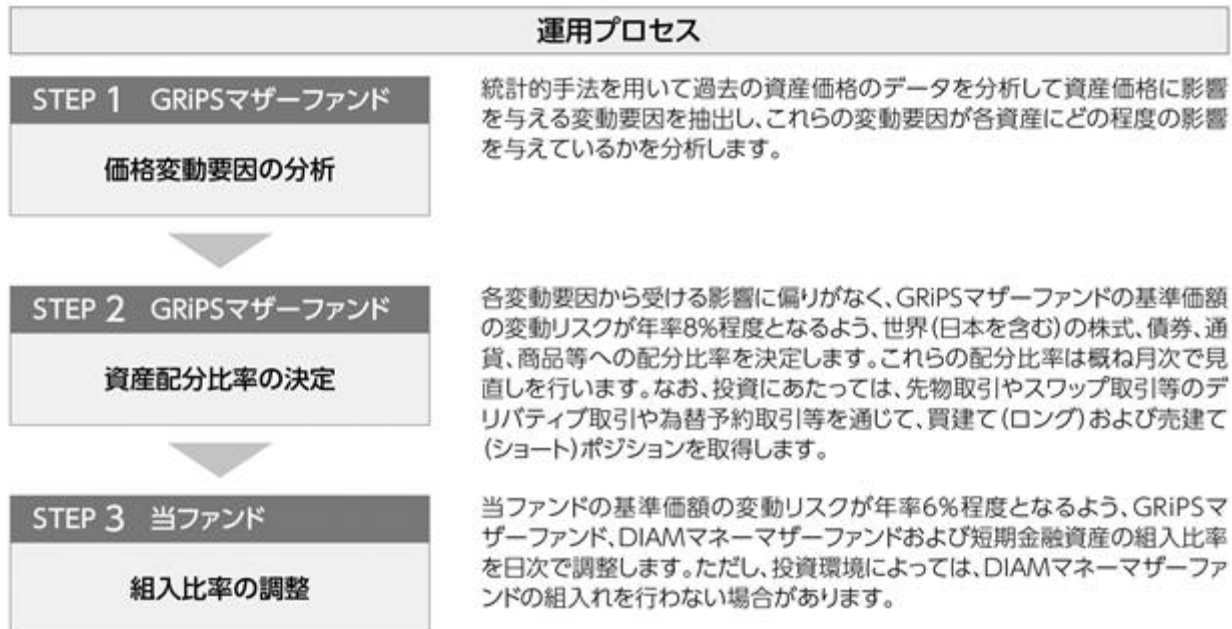 運用プロセス
STEP 1 GRiPSマザーファンド
価格変動要因の分析
統計的手法を用いて過去の資産価格のデータを分析して資産価格に影響
を与える変動要因を抽出し、これらの変動要因が各資産にどの程度の影響
を与えているかを分析します。
STEP 2 GRiPSマザーファンド
資産配分比率の決定
各変動要因から受ける影響に偏りがなく、GRiPSマザーファンドの基準価額
の変動リスクが年率8%程度となるよう、世界(日本を含む)の株式、債券、通
貨、商品等への配分比率を決定します。これらの配分比率は概ね月次で見
直しを行います。なお、投資にあたっては、先物取引やスワップ取引等のデ
リバティブ取引や為替予約取引等を通じて、買建て(ロング)および売建て
(ショート)ポジションを取得します。
STEP 3 当ファンド
組入比率の調整
当ファンドの基準価額の変動リスクが年率6%程度となるよう、GRiPSマ
ザーファンド、DIAMマネーマザーファンドおよび短期金融資産の組入比率
を日次で調整します。ただし、投資環境によっては、DIAMマネーマザーファ
ンドの組入れを行わない場合があります。